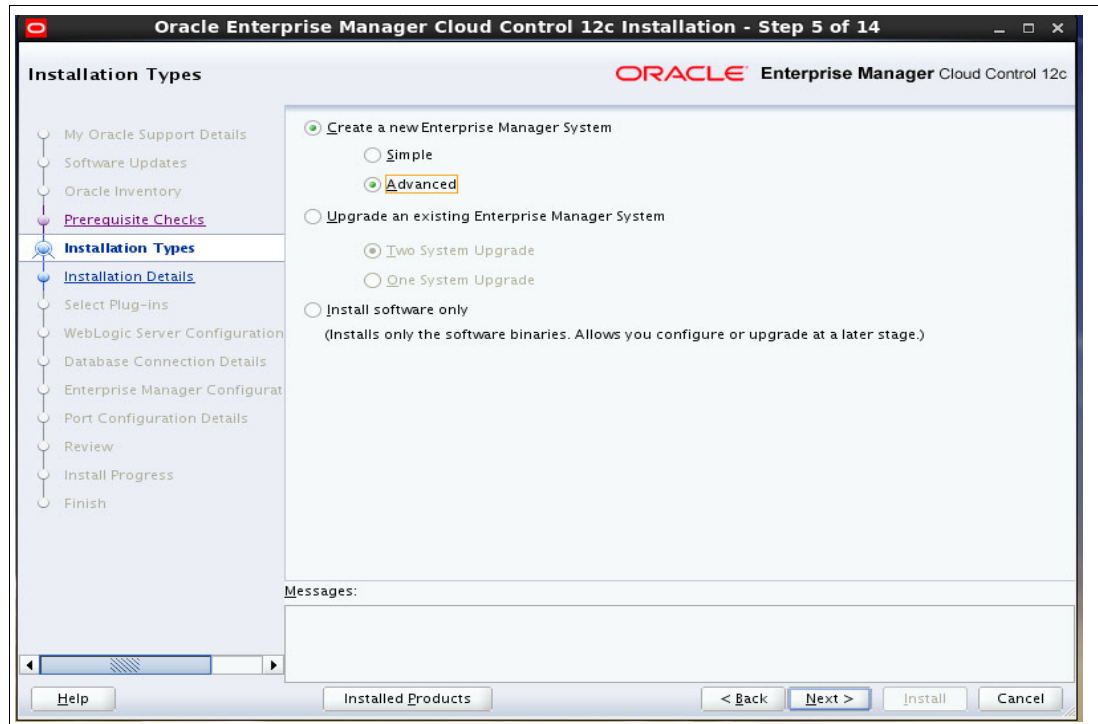 Oracle Enterprise Manager Cloud Control 12c Installation - Step 5 of 14
Installation Types
ORACLE Enterprise Manager Cloud Control 12c
My Oracle Support Details
Software Updates
Oracle Inventory
Prerequisite Checks
Installation Types
Installation Details
Select Plug-ins
WebLogic Server Configuration
Database Connection Details
Enterprise Manager Configurat
Port Configuration Details
Review
Install Progress
Finish
Create a new Enterprise Manager System
Simple
Advanced
Upgrade an existing Enterprise Manager System
Two System Upgrade
One System Upgrade
Install software only
(Installs only the software binaries. Allows you configure or upgrade at a later stage.)
Messages:
Help
Installed Products
< Back
Next >
Install
Cancel